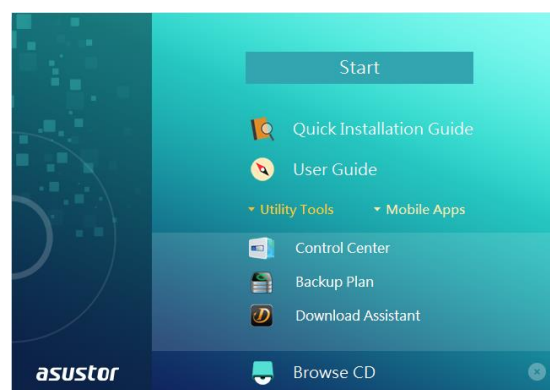 Start
Quick Installation Guide
User Guide
Utility Tools Mobile Apps
Control Center
Backup Plan
Download Assistant
asustor Browse CD